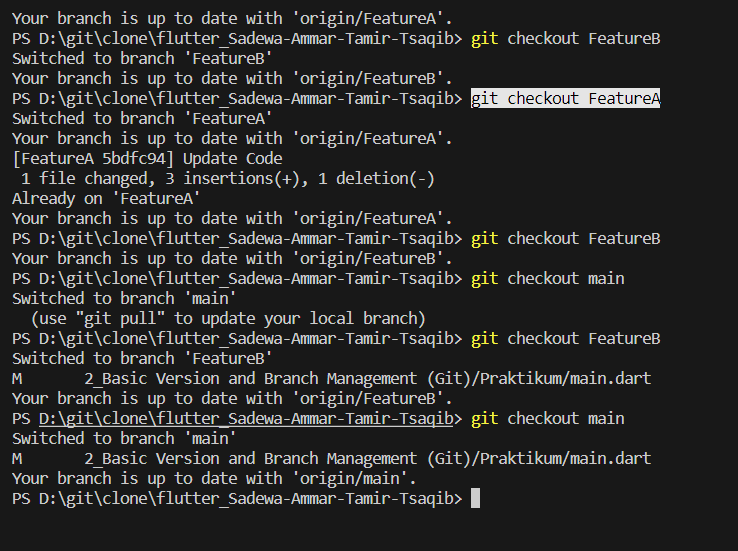 Your branch is up to date with 'origin/FeatureA'.
PS D:\git\clone\flutter_Sadewa-Ammar-Tamir-Tsaqib> git checkout FeatureB
Switched to branch 'FeatureB'
Your branch is up to date with 'origin/FeatureB'.
PS D:\git\clone\flutter_Sadewa-Ammar-Tamir-Tsaqib> git checkout FeatureA
Switched to branch 'FeatureA'
Your branch is up to date with 'origin/FeatureA'.
[FeatureA 5bdfc94] Update Code
 1 file changed, 3 insertions(+), 1 deletion(-)
Already on 'FeatureA'
Your branch is up to date with 'origin/FeatureA'.
PS D:\git\clone\flutter_Sadewa-Ammar-Tamir-Tsaqib> git checkout FeatureB
Your branch is up to date with 'origin/FeatureB'.
PS D:\git\clone\flutter_Sadewa-Ammar-Tamir-Tsaqib> git checkout main
Switched to branch 'main'
  (use "git pull" to update your local branch)
PS D:\git\clone\flutter_Sadewa-Ammar-Tamir-Tsaqib> git checkout FeatureB
Switched to branch 'FeatureB'
M       2_Basic Version and Branch Management (Git)/Praktikum/main.dart
Your branch is up to date with 'origin/FeatureB'.
PS D:\git\clone\flutter_Sadewa-Ammar-Tamir-Tsaqib> git checkout main
Switched to branch 'main'
M       2_Basic Version and Branch Management (Git)/Praktikum/main.dart
Your branch is up to date with 'origin/main'.
PS D:\git\clone\flutter_Sadewa-Ammar-Tamir-Tsaqib>